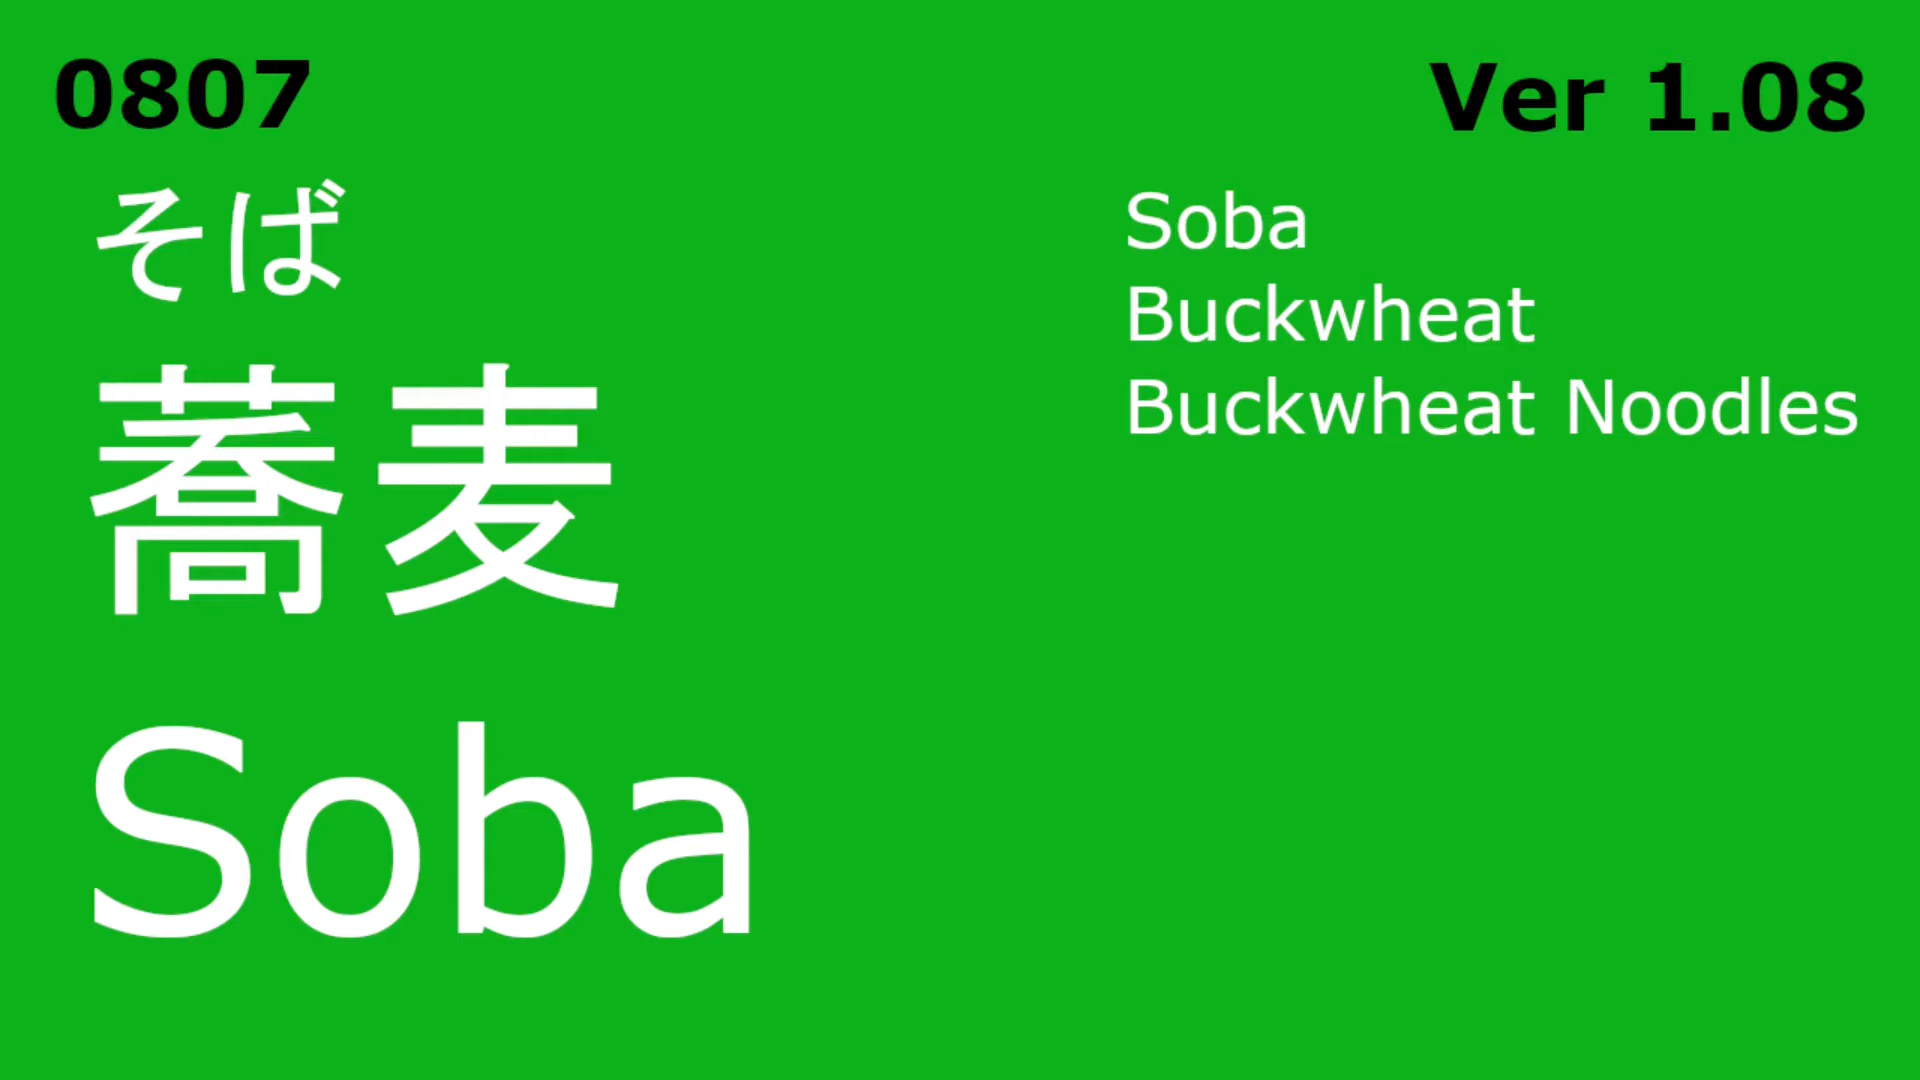 0807
Ver 1.08
そば
蕎麦
Soba
Soba
Buckwheat
Buckwheat Noodles